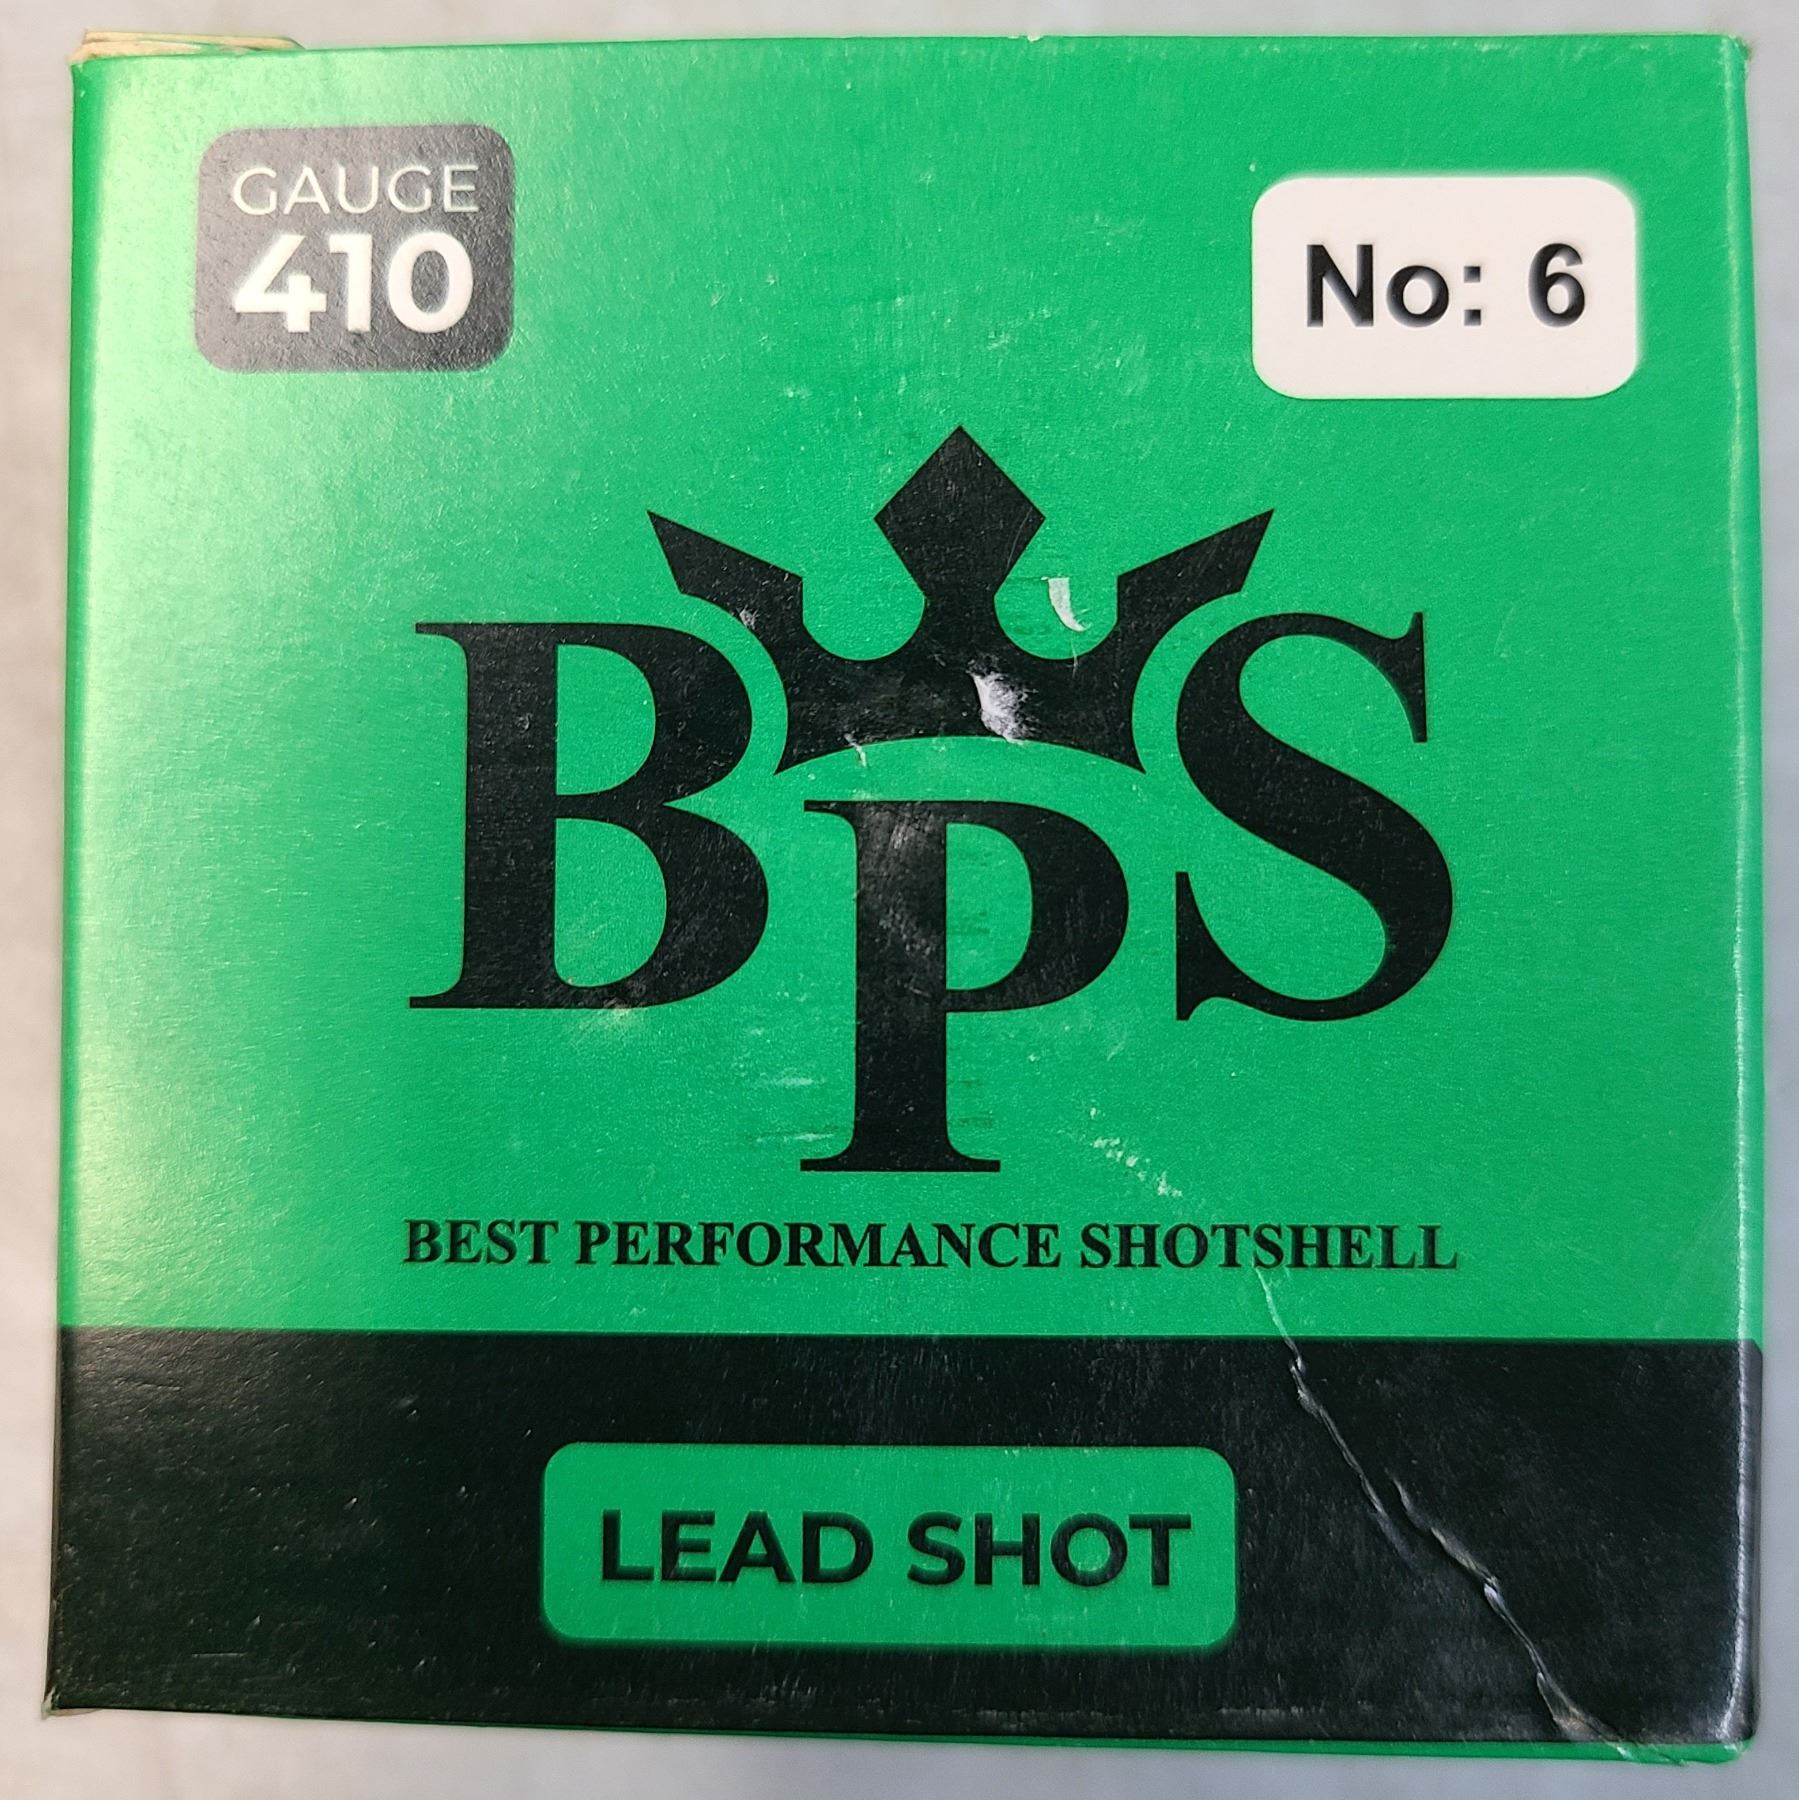 GAUGE
410
No: 6
BPS
BEST PERFORMANCE SHOTSHELL
LEAD SHOT